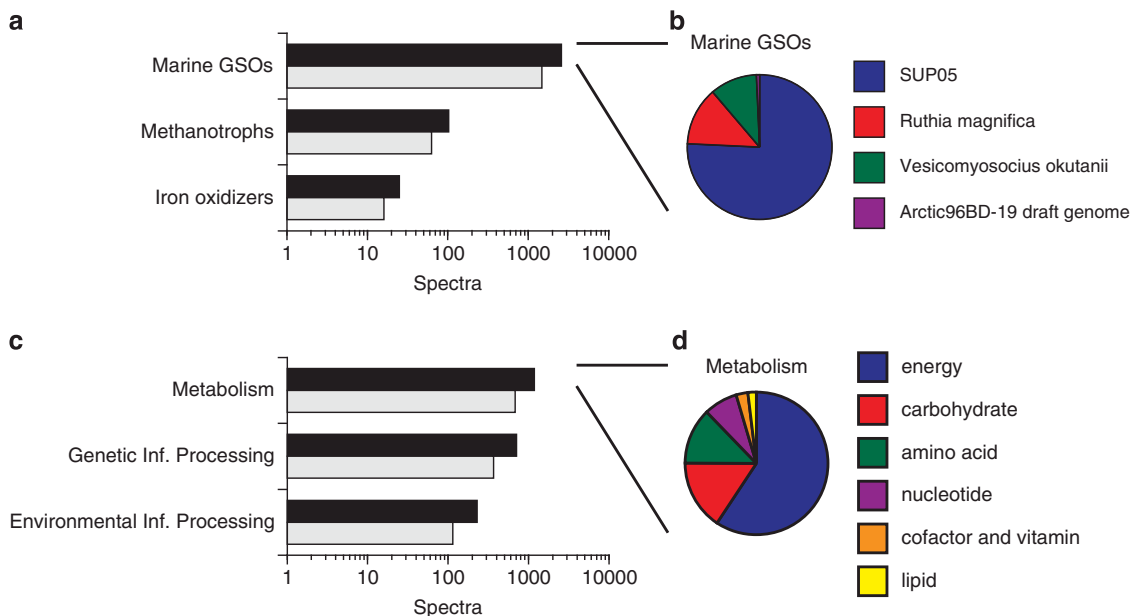 a
Marine GSOs
Methanotrophs
Iron oxidizers
1 10 100 1000 10000
Spectra
b
Marine GSOs
SUP05
Ruthia magnifica
Vesicomyosocius okutanii
Arctic96BD-19 draft genome
c
Metabolism
Genetic Inf. Processing
Environmental Inf. Processing
1 10 100 1000 10000
Spectra
d
Metabolism
energy
carbohydrate
amino acid
nucleotide
cofactor and vitamin
lipid